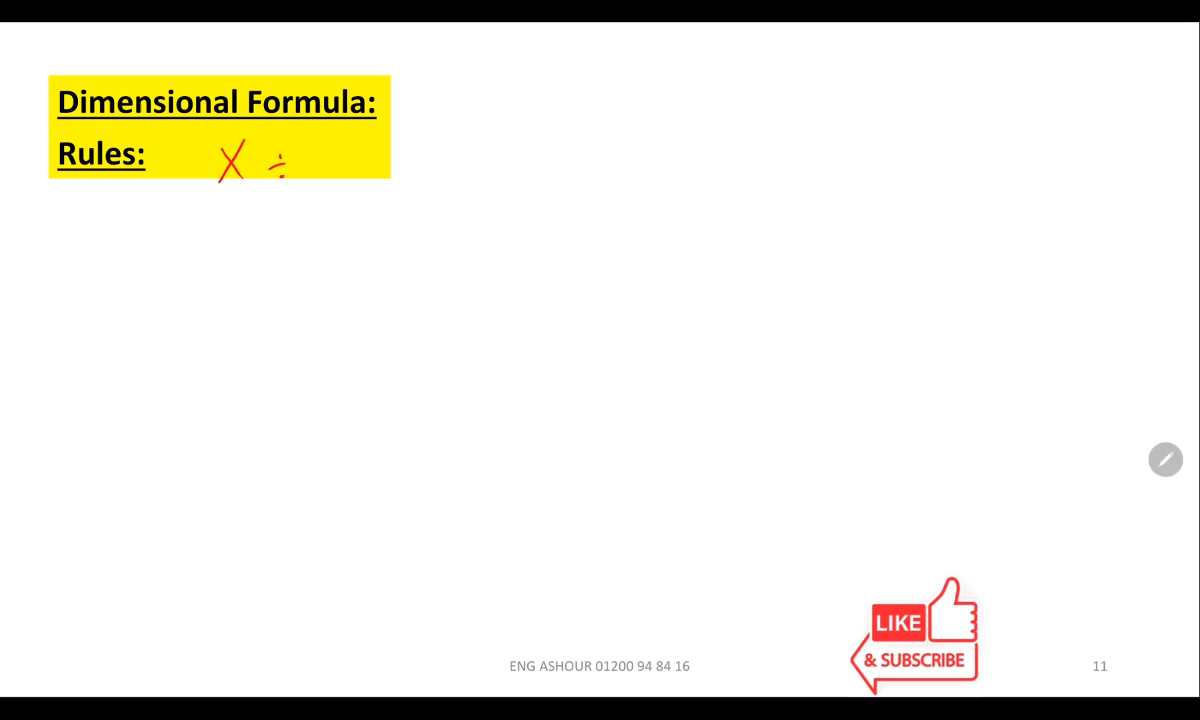 Dimensional Formula:
Rules: X ÷
LIKE
& SUBSCRIBE
ENG ASHOUR 01200 94 84 16
11